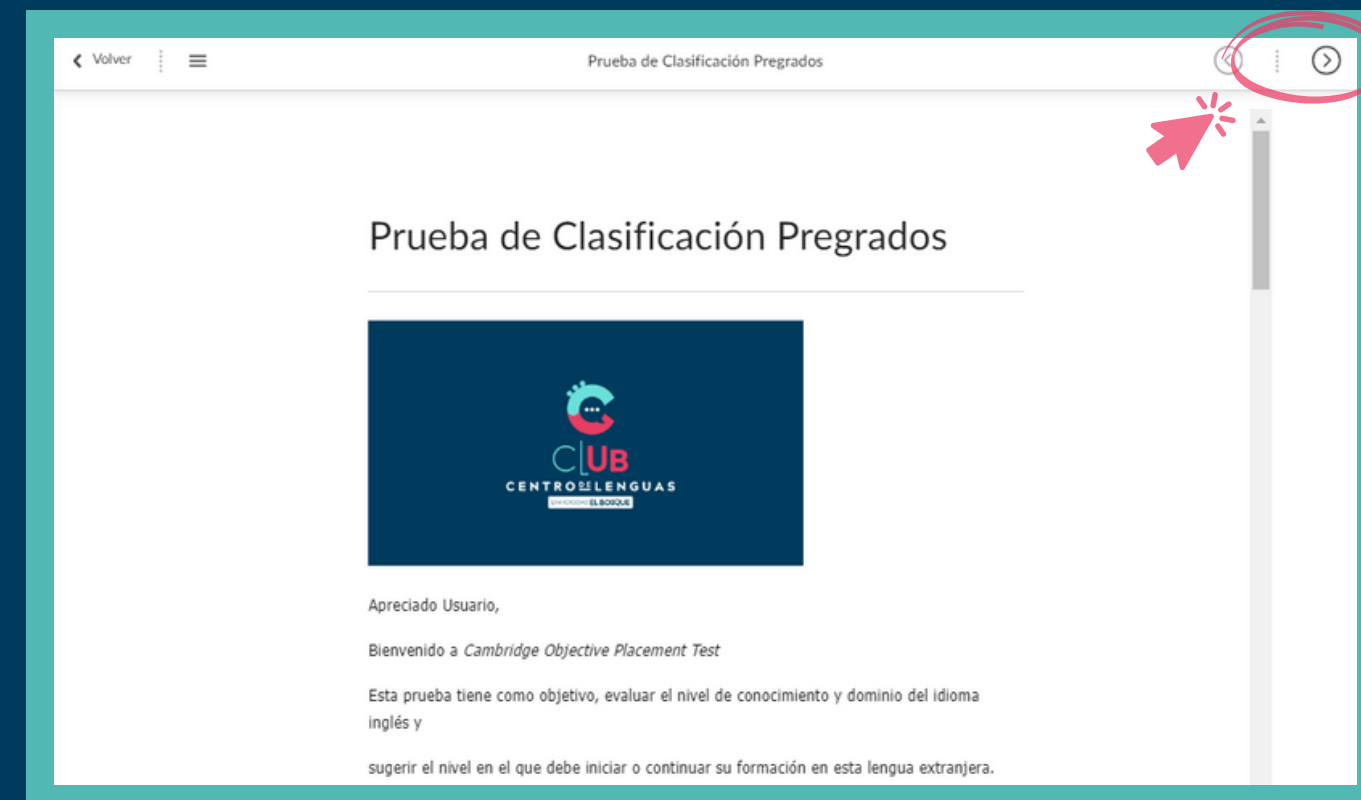 Volver
Prueba de Clasificación Pregrados
Prueba de Clasificación Pregrados
CLUB
CENTRO DE LENGUAS
UNIVERSIDAD EL BOSQUE
Apreciado Usuario,
Bienvenido a Cambridge Objective Placement Test
Esta prueba tiene como objetivo, evaluar el nivel de conocimiento y dominio del idioma
inglés y
sugerir el nivel en el que debe iniciar o continuar su formación en esta lengua extranjera.